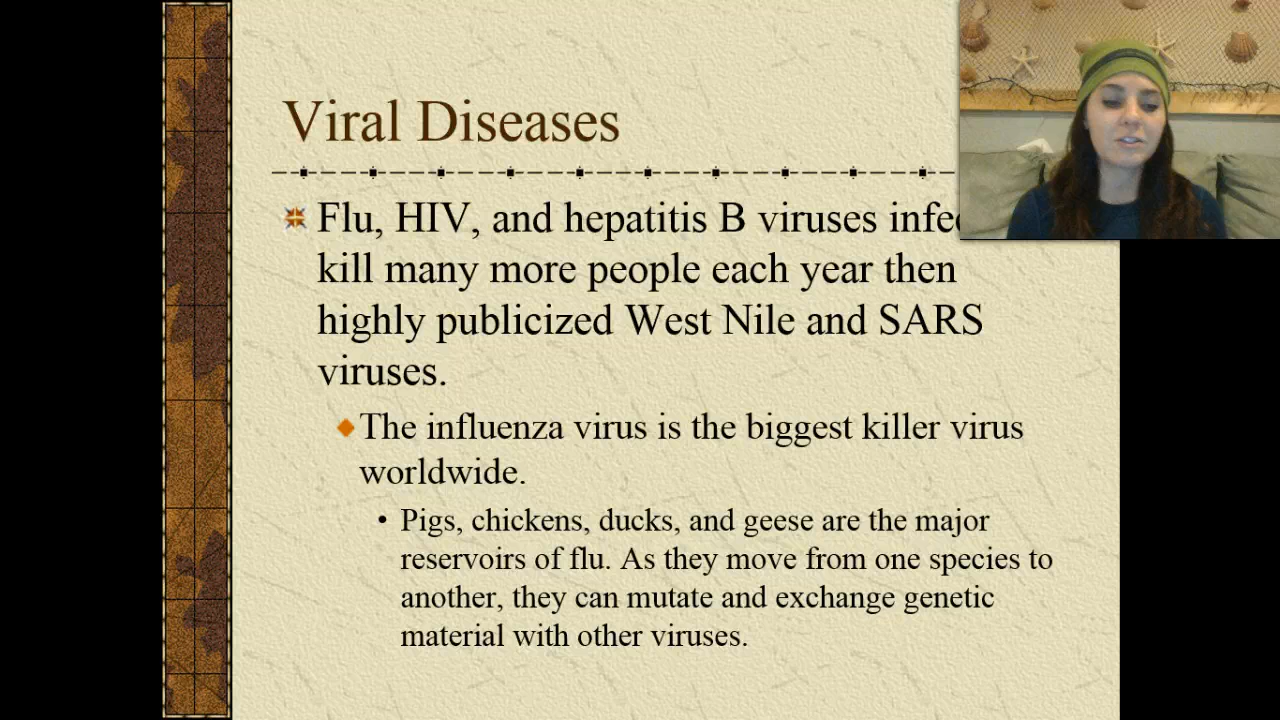 Viral Diseases
Flu, HIV, and hepatitis B viruses
kill many more people each year then
highly publicized West Nile and SARS
viruses.
The influenza virus is the biggest killer virus
worldwide.
Pigs, chickens, ducks, and geese are the major
reservoirs of flu. As they move from one species to
another, they can mutate and exchange genetic
material with other viruses.